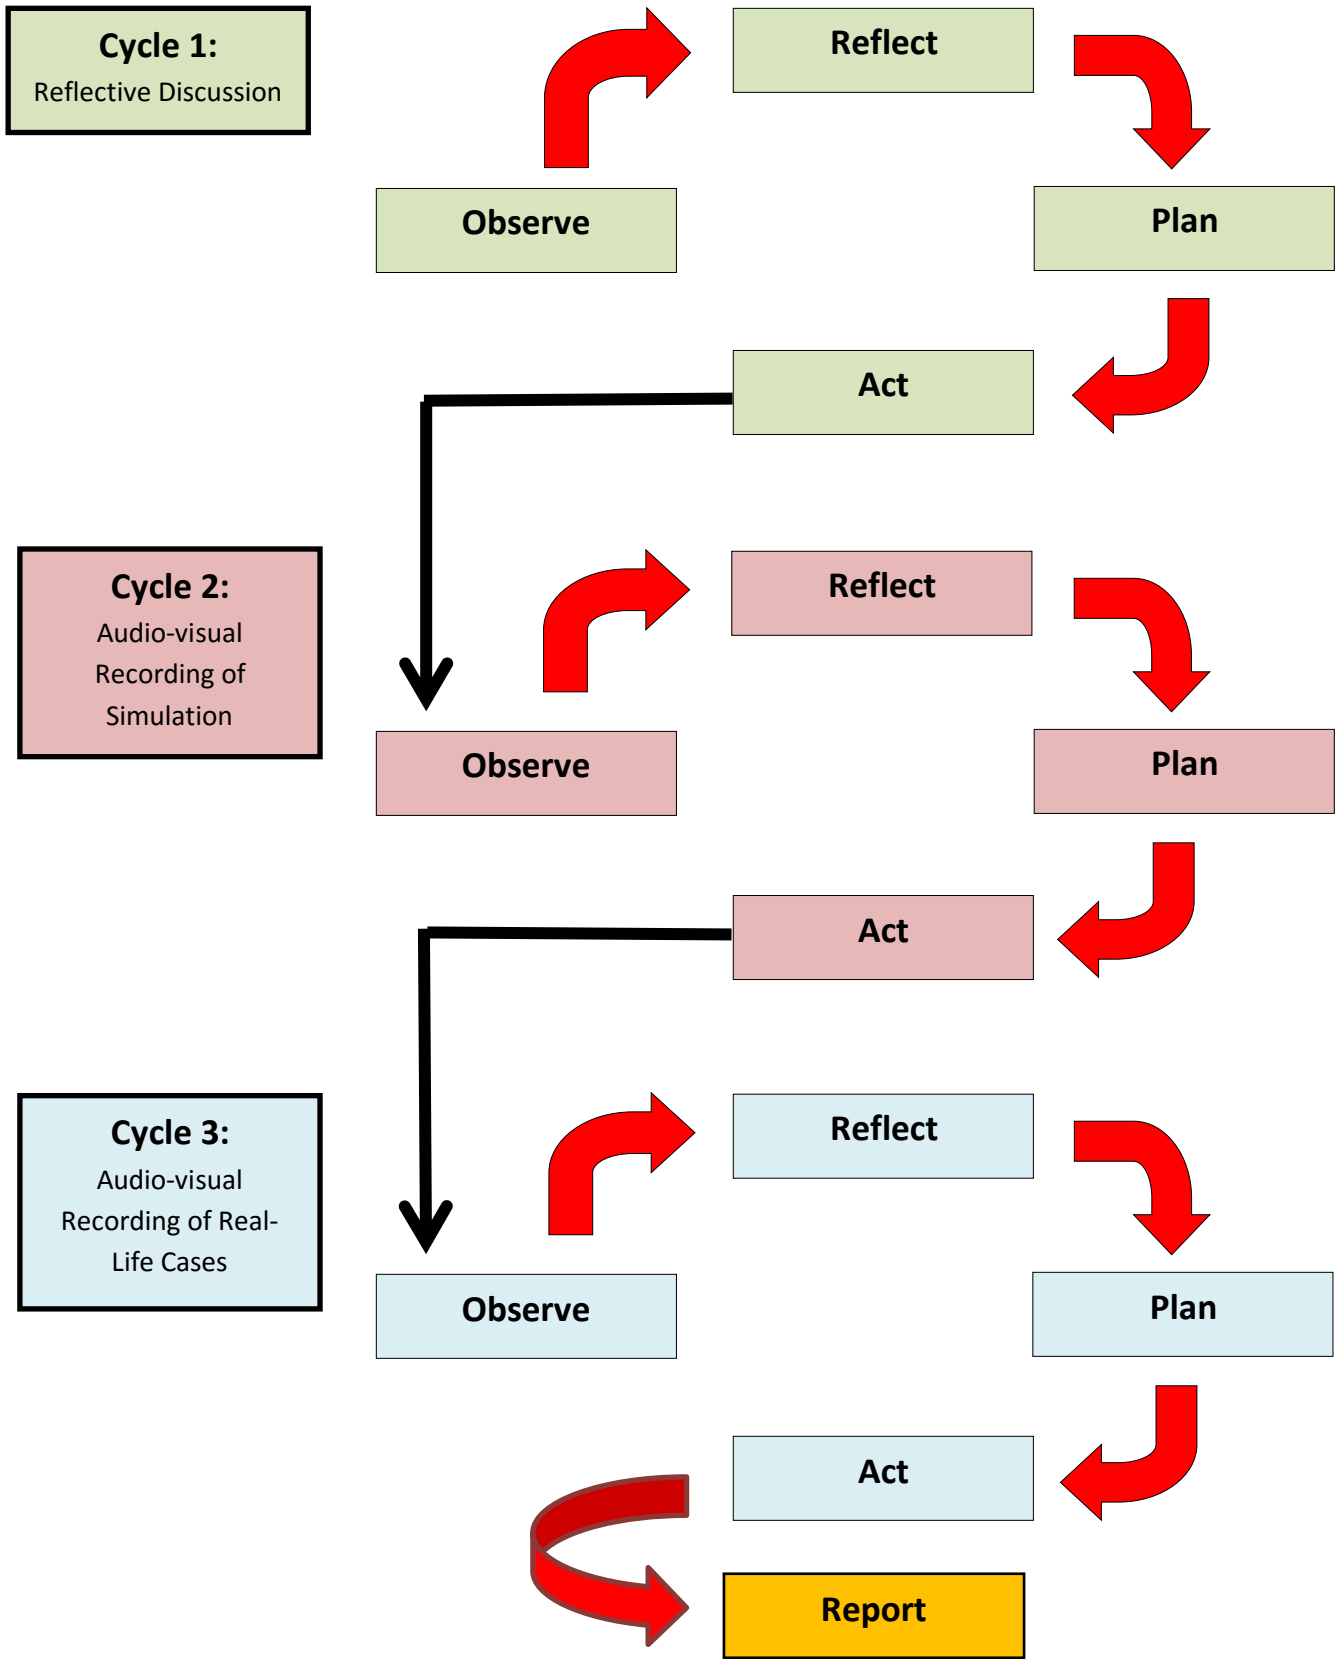 Cycle 1:
Reflective Discussion
Reflect
Observe
Plan
Act
Cycle 2:
Audio-visual
Recording of
Simulation
Reflect
Observe
Plan
Act
Cycle 3:
Audio-visual
Recording of Real-
Life Cases
Reflect
Observe
Plan
Act
Report